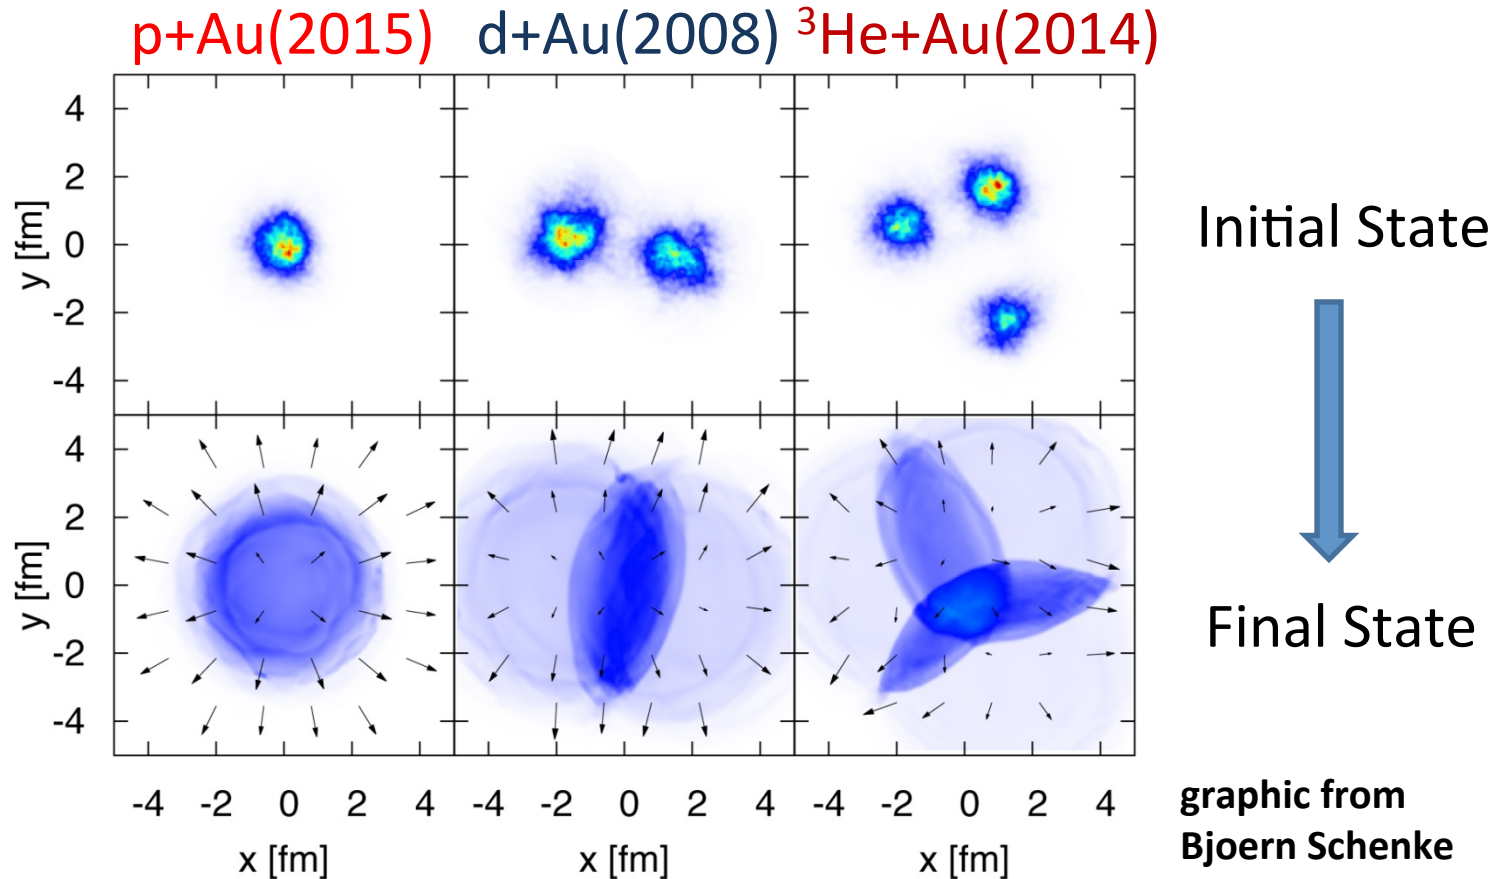 p+Au(2015) d+Au(2008) ³He+Au(2014)
4
2
0
-2
-4
y [fm]
Initial State
4
2
0
-2
-4
y [fm]
Final State
-4 -2 0 2 4 -4 -2 0 2 4 -4 -2 0 2 4
x [fm] x [fm] x [fm]
graphic from
Bjoern Schenke